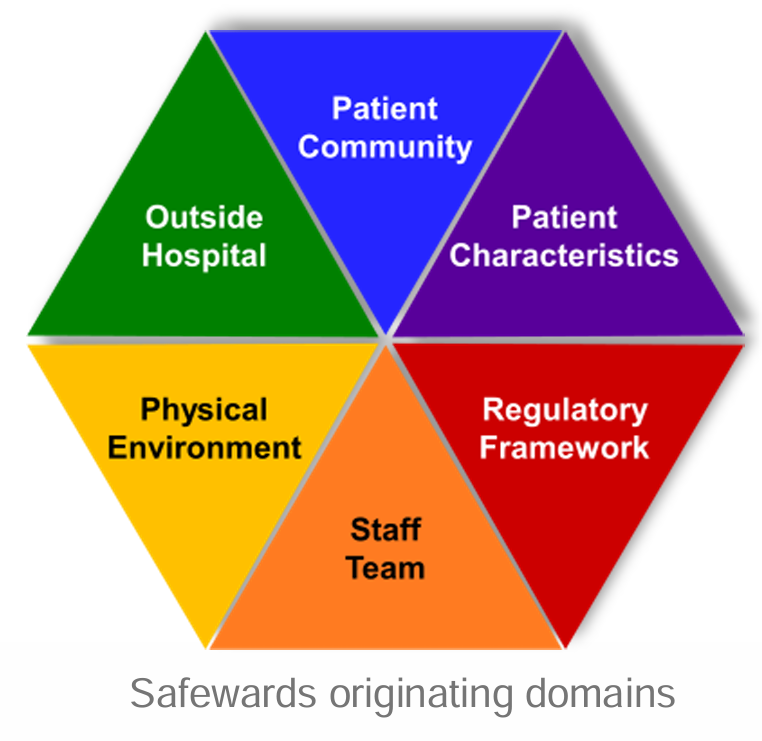 Patient
Community
Outside
Hospital
Patient
Characteristics
Physical
Environment
Regulatory
Framework
Staff
Team
Safewards originating domains